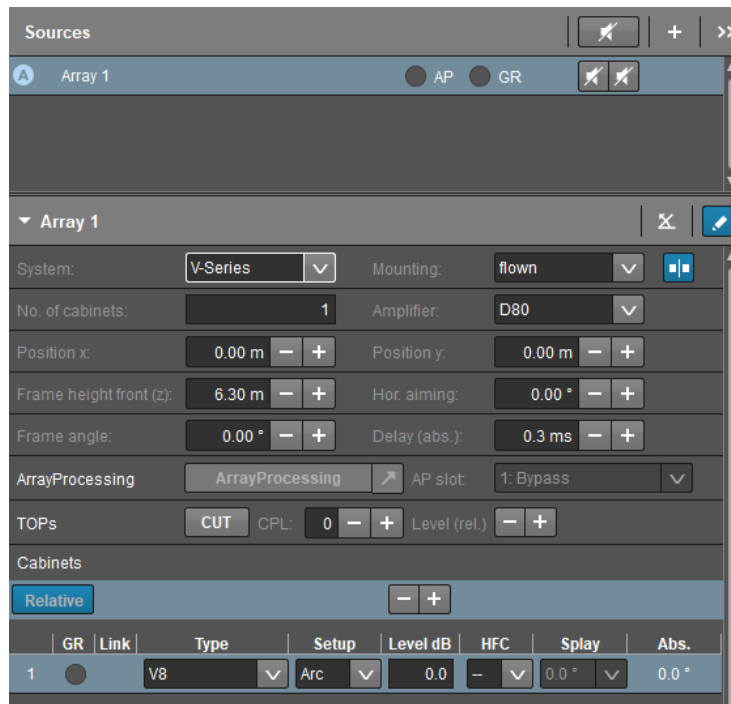 Sources
A Array 1 AP GR
Array 1
System: V-Series Mounting: flown
No. of cabinets: 1 Amplifier: D80
Position x: 0.00 m − + Position y: 0.00 m − +
Frame height front (z): 6.30 m − + Hor. aiming: 0.00 ° − +
Frame angle: 0.00 ° − + Delay (abs.): 0.3 ms − +
ArrayProcessing ArrayProcessing AP slot: 1: Bypass
TOPs CUT CPL: 0 − + Level (rel.) − +
Cabinets
Relative − +
GR Link Type Setup Level dB HFC Splay Abs.
1 V8 Arc 0.0 -- 0.0 ° 0.0 °